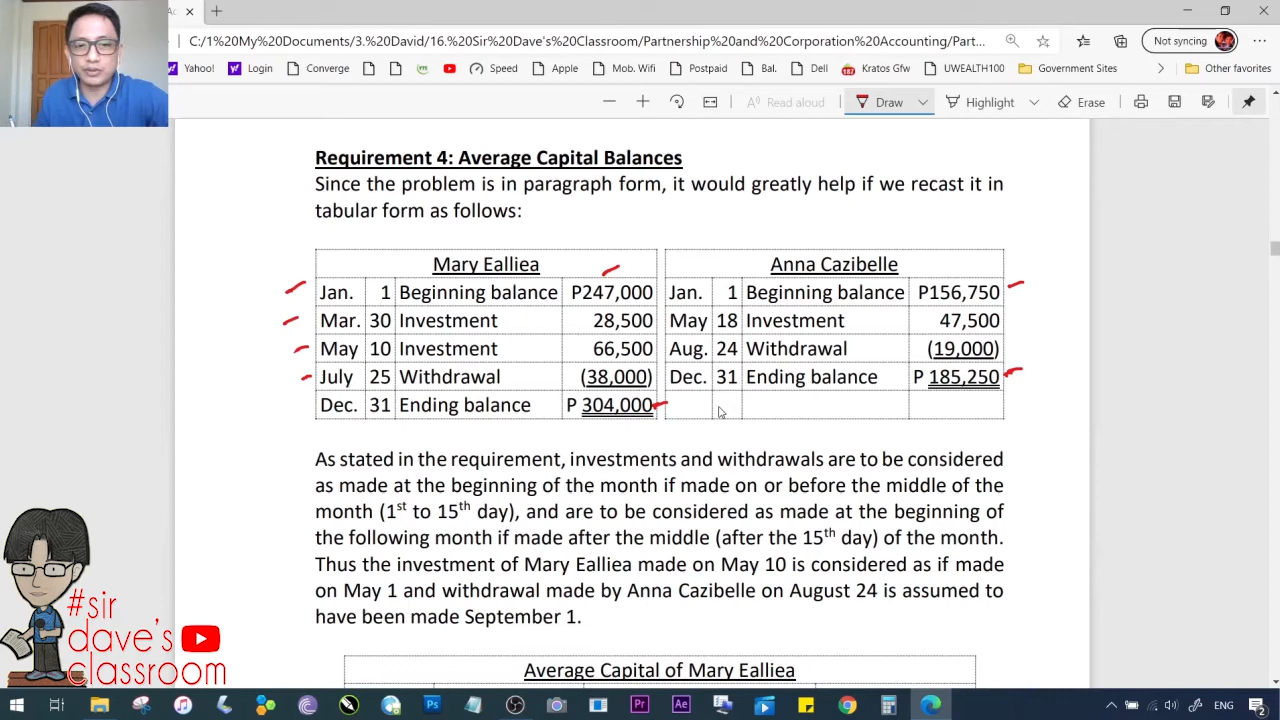 C:/1%20My%20Documents/3.%20David/16.%20Sir%20Dave's%20Classroom/Partnership%20and%20Corporation%20Accounting/Part...
Not syncing
Yahoo!
Login
Converge
Speed
Apple
Mob. Wifi
Postpaid
Bal.
Dell
187 Kratos Gfw
UWEALTH100
Government Sites
Other favorites
Read aloud
Draw
Highlight
Erase
Requirement 4: Average Capital Balances
Since the problem is in paragraph form, it would greatly help if we recast it in
tabular form as follows:
Mary Ealliea
Jan. 1 Beginning balance P247,000
Mar. 30 Investment 28,500
May 10 Investment 66,500
July 25 Withdrawal (38,000)
Dec. 31 Ending balance P 304,000
Anna Cazibelle
Jan. 1 Beginning balance P156,750
May 18 Investment 47,500
Aug. 24 Withdrawal (19,000)
Dec. 31 Ending balance P 185,250
As stated in the requirement, investments and withdrawals are to be considered
as made at the beginning of the month if made on or before the middle of the
month (1st to 15th day), and are to be considered as made at the beginning of
the following month if made after the middle (after the 15th day) of the month.
Thus the investment of Mary Ealliea made on May 10 is considered as if made
on May 1 and withdrawal made by Anna Cazibelle on August 24 is assumed to
have been made September 1.
Average Capital of Mary Ealliea
#sir
dave's
classroom
Ps
Pr
Ae
2